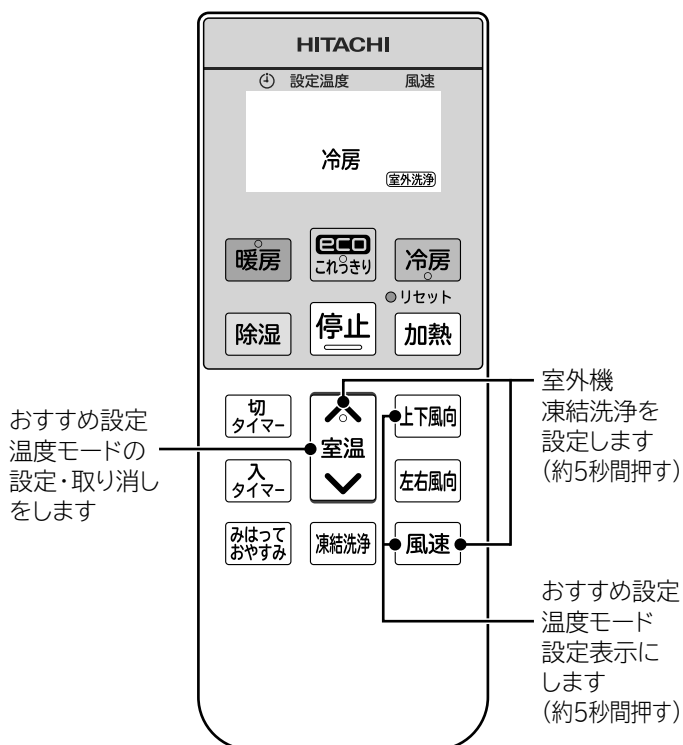 HITACHI
設定温度 風速
冷房
室外洗浄
暖房
eco
これっきり
冷房
リセット
除湿
停止
加熱
切
タイマー
室温
上下風向
入
タイマー
左右風向
みはって
おやすみ
凍結洗浄
風速
おすすめ設定
温度モードの
設定・取り消し
をします
室外機
凍結洗浄を
設定します
(約5秒間押す)
おすすめ設定
温度モード
設定表示に
します
(約5秒間押す)